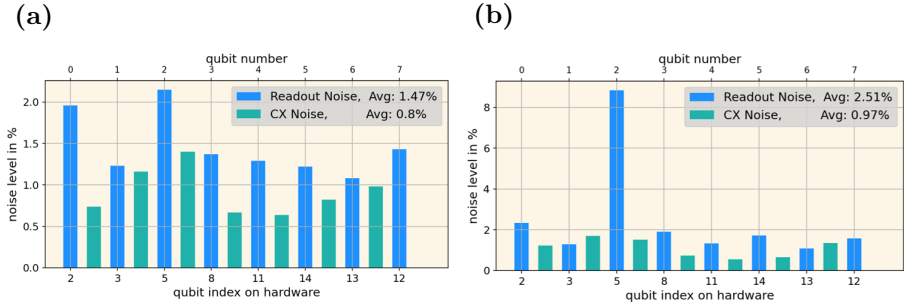 (a)
qubit number
0 1 2 3 4 5 6 7
Readout Noise, Avg: 1.47%
CX Noise, Avg: 0.8%
noise level in %
2.0
1.5
1.0
0.5
0.0
2 3 5 8 11 14 13 12
qubit index on hardware
(b)
qubit number
0 1 2 3 4 5 6 7
Readout Noise, Avg: 2.51%
CX Noise, Avg: 0.97%
noise level in %
8
6
4
2
0
2 3 5 8 11 14 13 12
qubit index on hardware